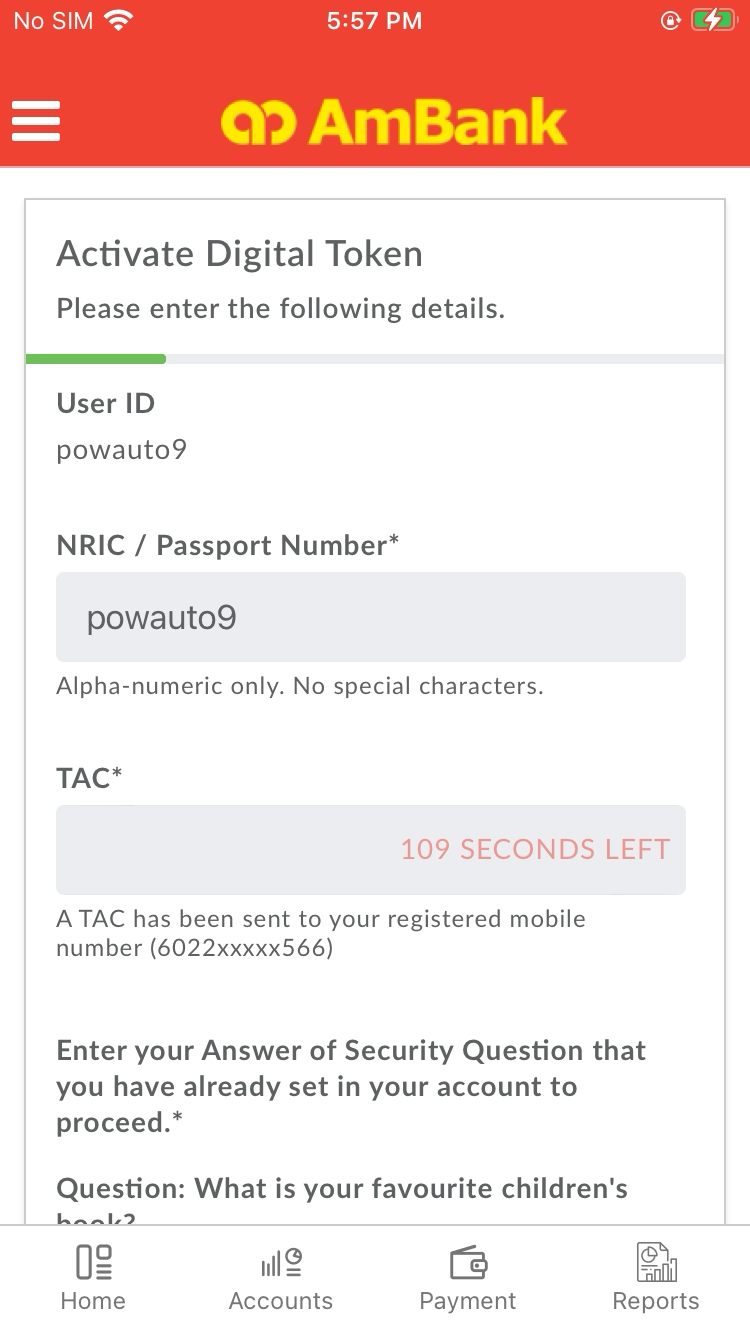 No SIM 5:57 PM
AmBank
Activate Digital Token
Please enter the following details.
User ID
powauto9
NRIC / Passport Number*
powauto9
Alpha-numeric only. No special characters.
TAC*
109 SECONDS LEFT
A TAC has been sent to your registered mobile
number (6022xxxxx566)
Enter your Answer of Security Question that
you have already set in your account to
proceed.*
Question: What is your favourite children's
book?
Home Accounts Payment Reports